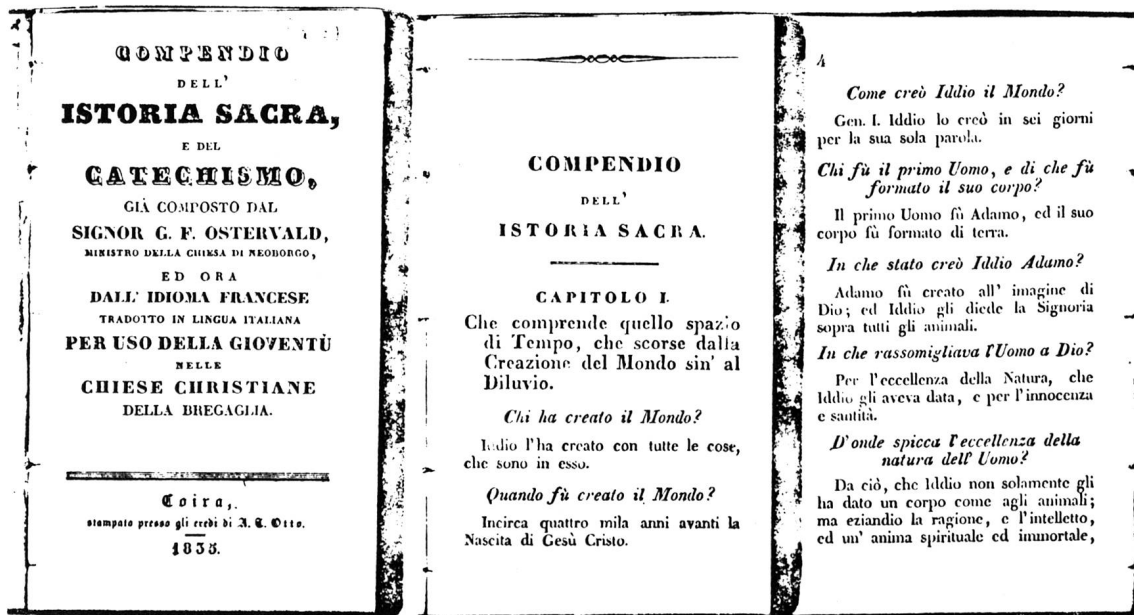 COMPENDIO
DELL'
ISTORIA SACRA,
E DEL
CATECHISMO,
GIÀ COMPOSTO DAL
SIGNOR G. F. OSTERVALD,
MINISTRO DELLA CHIESA DI NEOBORGO,
ED ORA
DALL' IDIOMA FRANCESE
TRADOTTO IN LINGUA ITALIANA
PER USO DELLA GIOVENTÙ
NELLE
CHIESE CHRISTIANE
DELLA BREGAGLIA.
Coira,
stampato presso gli eredi di A. T. Otto.
1835.
COMPENDIO
DELL'
ISTORIA SACRA.
CAPITOLO I.
Che comprende quello spazio
di Tempo, che scorse dalla
Creazione del Mondo sin' al
Diluvio.
Chi ha creato il Mondo?
Iddio l'ha creato con tutte le cose,
che sono in esso.
Quando fù creato il Mondo?
Incirca quattro mila anni avanti la
Nascita di Gesù Cristo.
4
Come creò Iddio il Mondo?
Gen. I. Iddio lo creò in sei giorni
per la sua sola parola.
Chi fù il primo Uomo, e di che fù
formato il suo corpo?
Il primo Uomo fù Adamo, ed il suo
corpo fù formato di terra.
In che stato creò Iddio Adamo?
Adamo fù creato all' imagine di
Dio; ed Iddio gli diede la Signoria
sopra tutti gli animali.
In che rassomigliava l'Uomo a Dio?
Per l'eccellenza della Natura, che
Iddio gli aveva data, e per l'innocenza
e santità.
D'onde spicca l'eccellenza della
natura dell' Uomo?
Da ciò, che Iddio non solamente gli
ha dato un corpo come agli animali;
ma eziandio la ragione, e l'intelletto,
ed un' anima spirituale ed immortale,